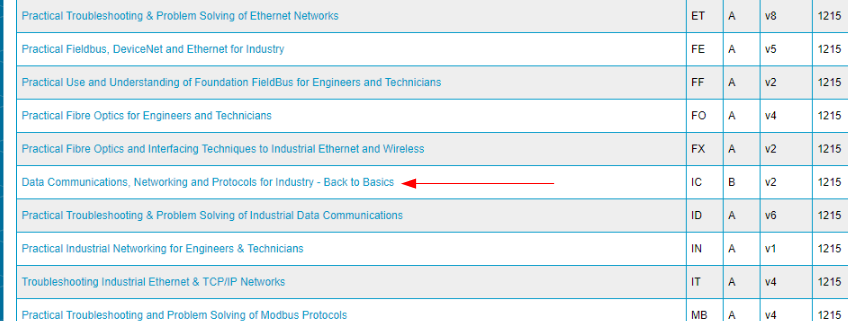 Practical Troubleshooting & Problem Solving of Ethernet Networks ET A v8 1215
Practical Fieldbus, DeviceNet and Ethernet for Industry FE A v5 1215
Practical Use and Understanding of Foundation FieldBus for Engineers and Technicians FF A v2 1215
Practical Fibre Optics for Engineers and Technicians FO A v4 1215
Practical Fibre Optics and Interfacing Techniques to Industrial Ethernet and Wireless FX A v2 1215
Data Communications, Networking and Protocols for Industry - Back to Basics IC B v2 1215
Practical Troubleshooting & Problem Solving of Industrial Data Communications ID A v6 1215
Practical Industrial Networking for Engineers & Technicians IN A v1 1215
Troubleshooting Industrial Ethernet & TCP/IP Networks IT A v4 1215
Practical Troubleshooting and Problem Solving of Modbus Protocols MB A v4 1215